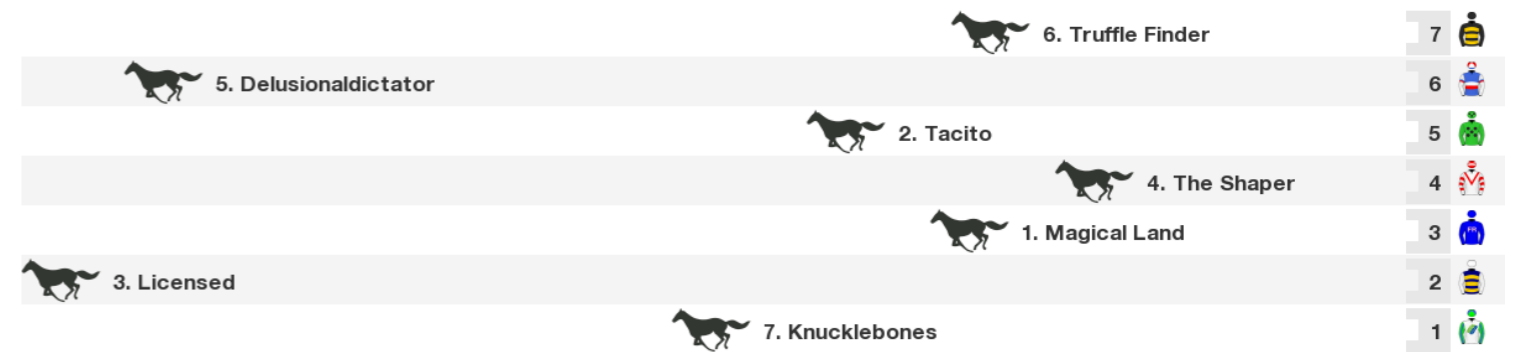 6. Truffle Finder 7
5. Delusionaldictator 6
2. Tacito 5
4. The Shaper 4
1. Magical Land 3
3. Licensed 2
7. Knucklebones 1